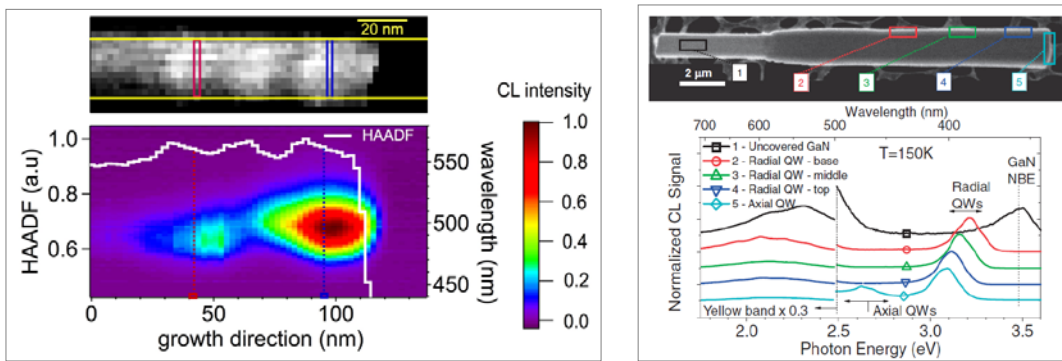 20 nm
CL intensity
HAADF
1.0
0.8
0.6
HAADF (a.u)
550
500
450
wavelength (nm)
1.0
0.8
0.6
0.4
0.2
0.0
0
50
100
growth direction (nm)
nm
2 µm
1
2
3
4
5
Wavelength (nm)
700
600
500
400
T=150K
1 - Uncovered GaN
2 - Radial QW - base
3 - Radial QW - middle
4 - Radial QW - top
5 - Axial QW
GaN
NBE
Radial
QWs
Normalized CL Signal
Yellow band x 0.3
Axial QWs
2.0
2.5
3.0
3.5
Photon Energy (eV)